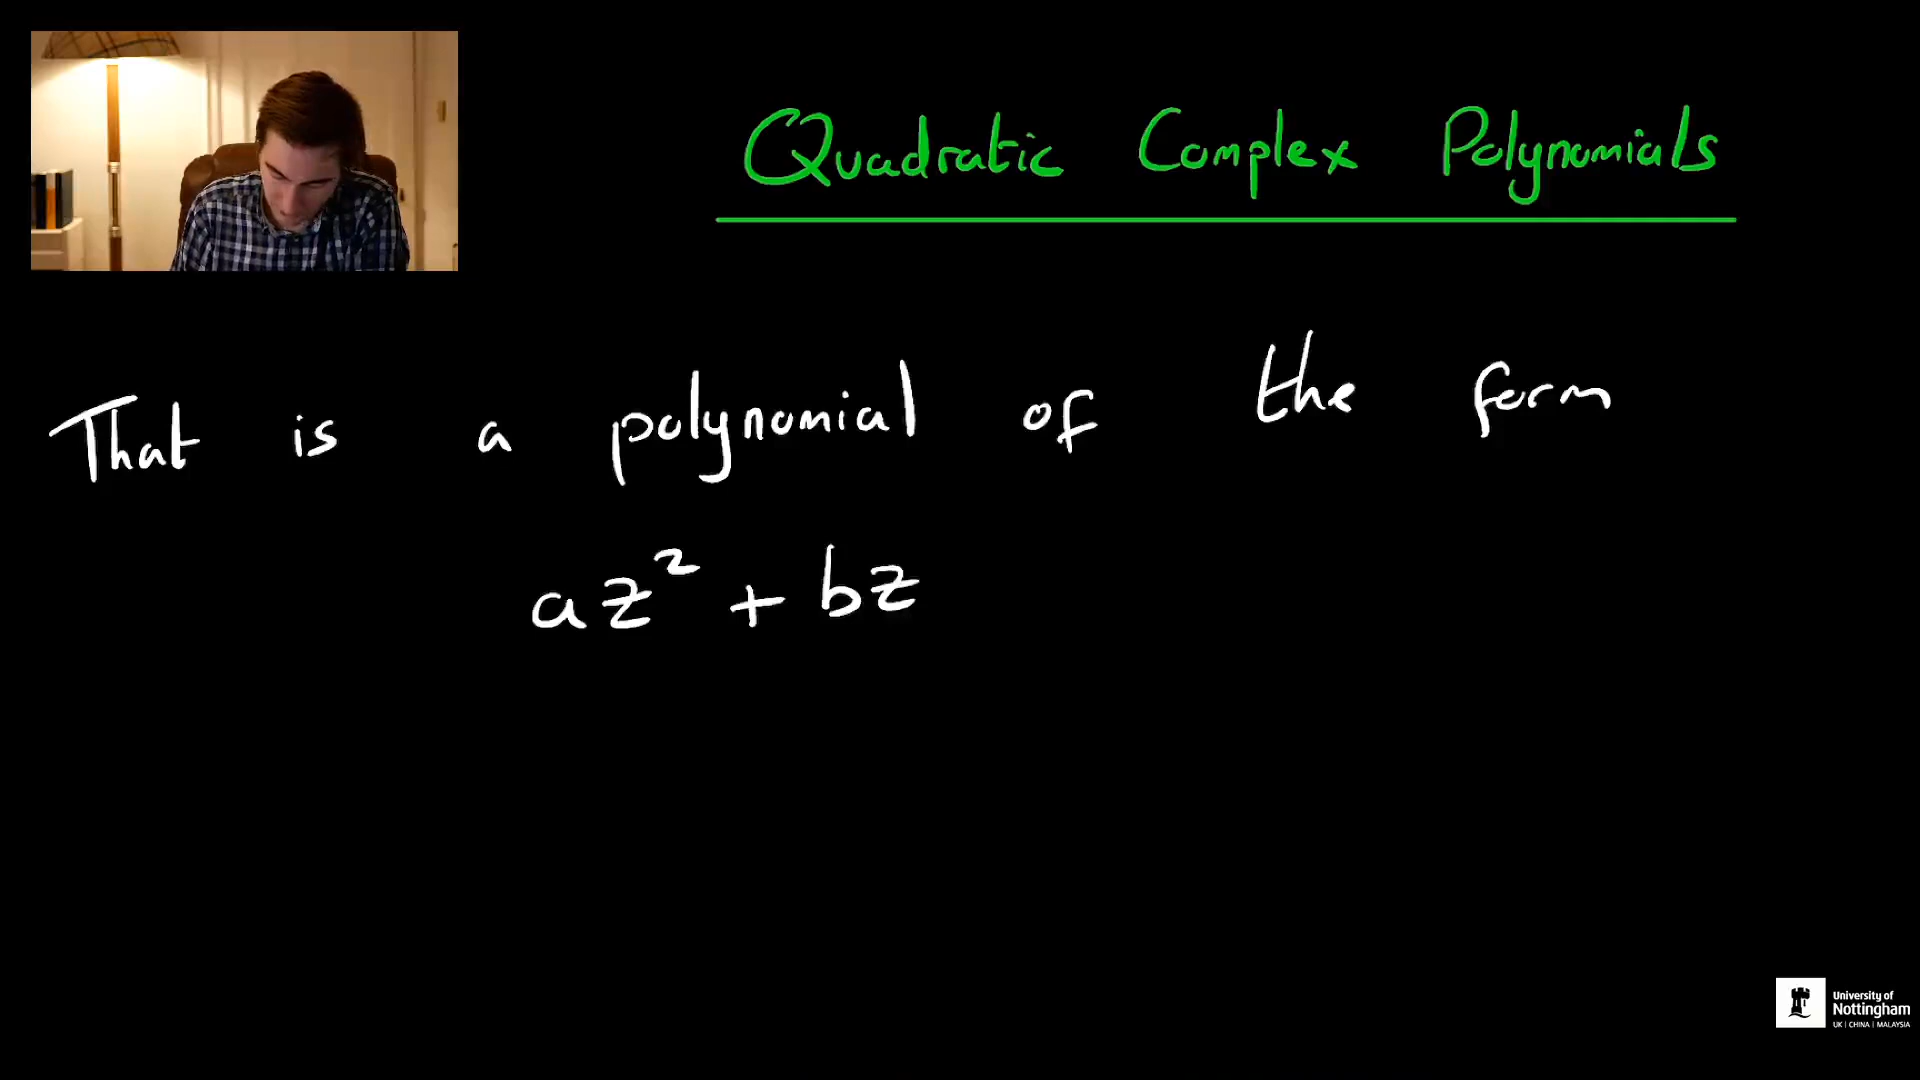 Quadratic Complex Polynomials
That is a polynomial of the form
az² + bz
University of
Nottingham
UK | CHINA | MALAYSIA